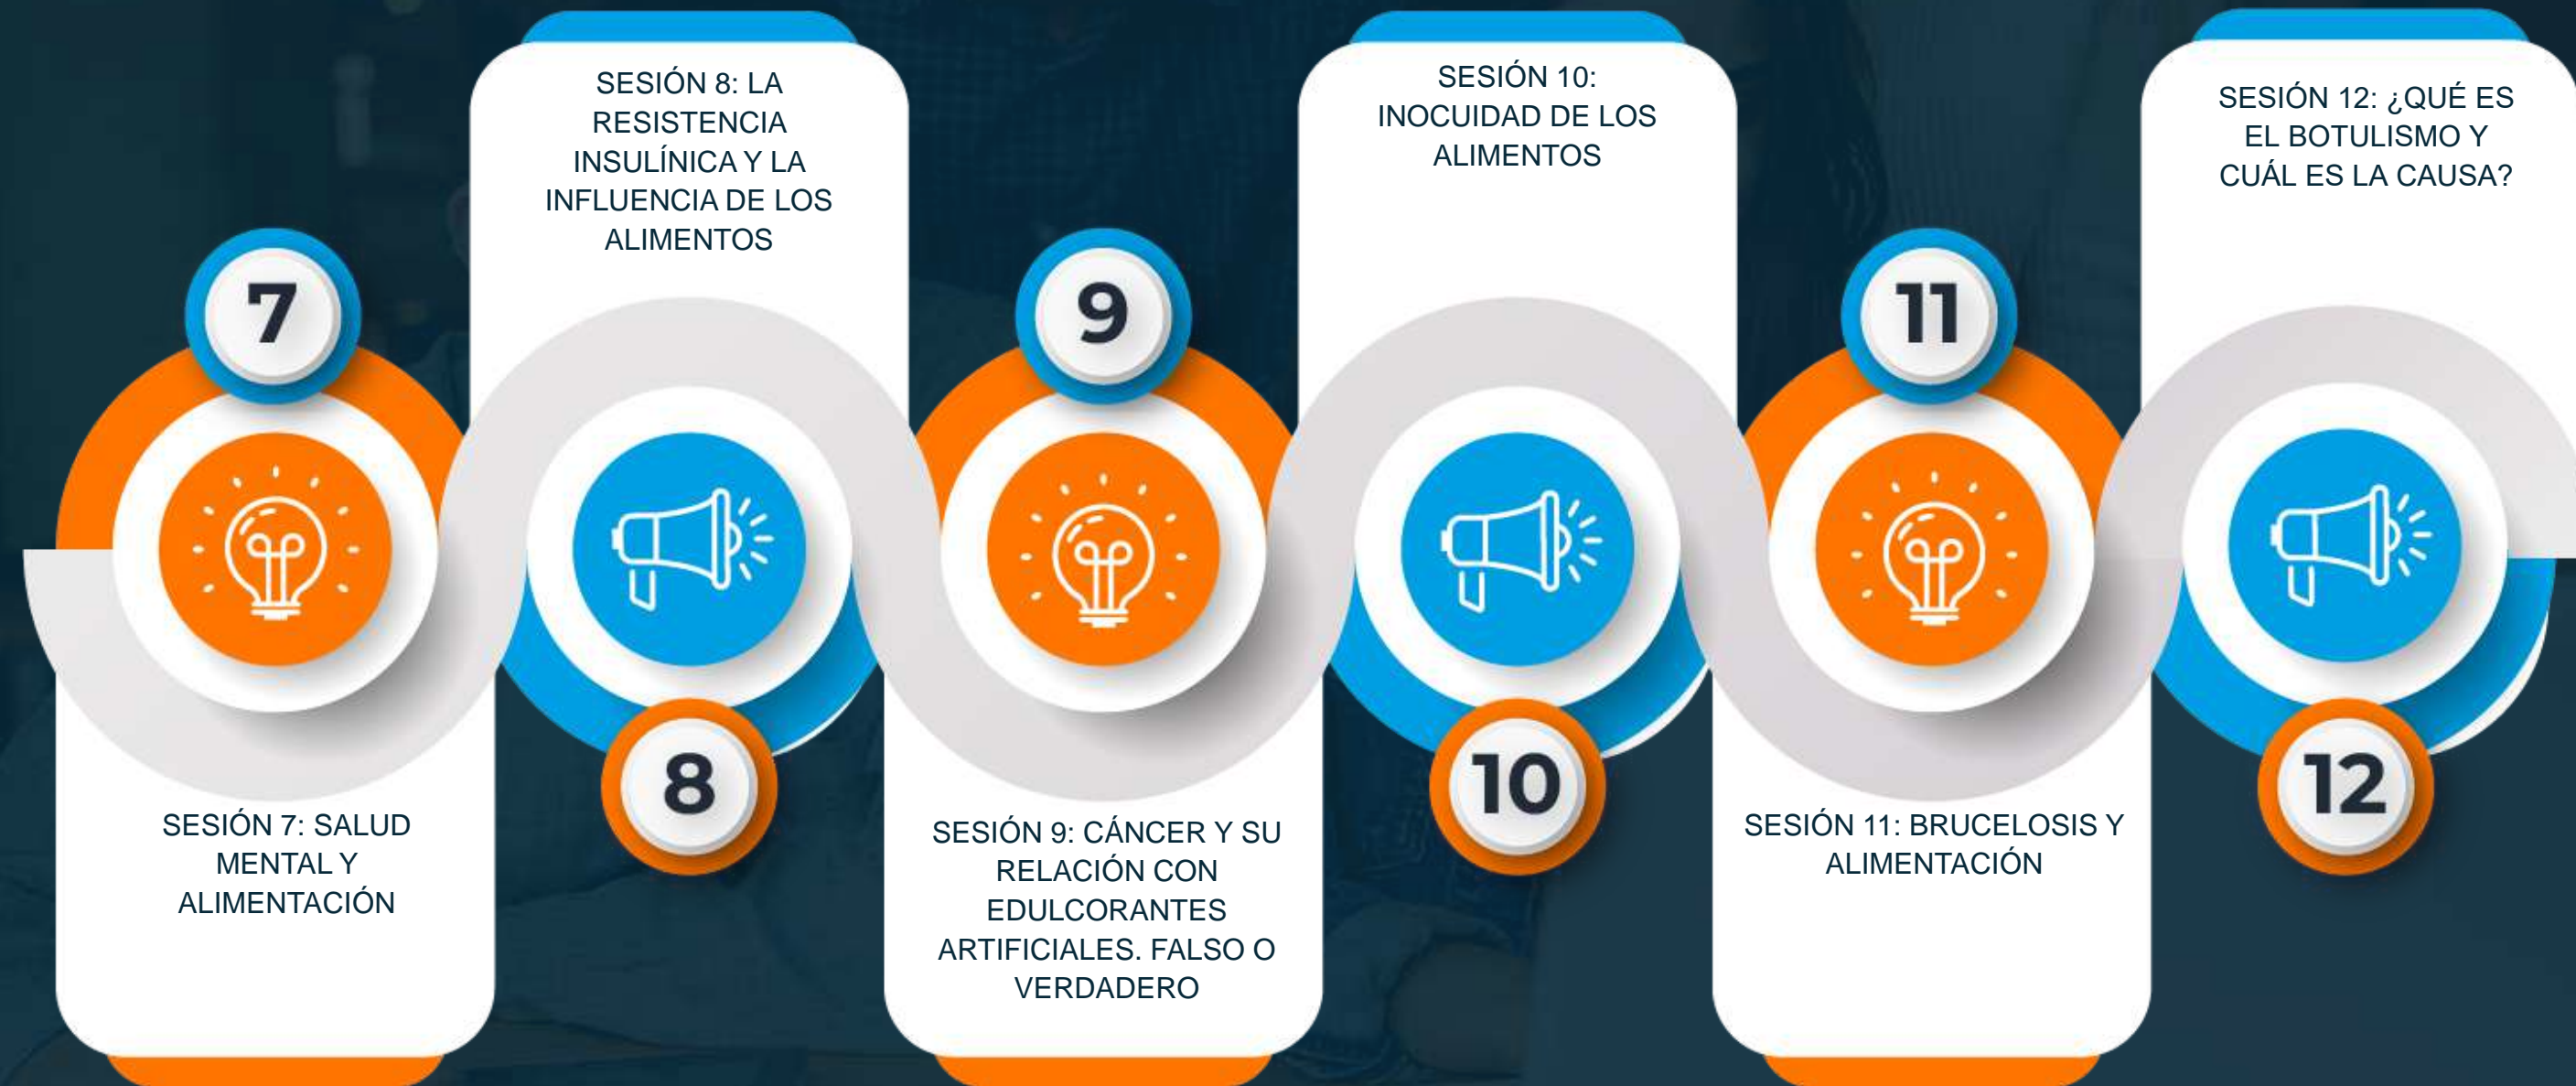 7
SESIÓN 7: SALUD
MENTAL Y
ALIMENTACIÓN
SESIÓN 8: LA
RESISTENCIA
INSULÍNICA Y LA
INFLUENCIA DE LOS
ALIMENTOS
8
9
SESIÓN 9: CÁNCER Y SU
RELACIÓN CON
EDULCORANTES
ARTIFICIALES. FALSO O
VERDADERO
SESIÓN 10:
INOCUIDAD DE LOS
ALIMENTOS
10
11
SESIÓN 11: BRUCELOSIS Y
ALIMENTACIÓN
SESIÓN 12: ¿QUÉ ES
EL BOTULISMO Y
CUÁL ES LA CAUSA?
12